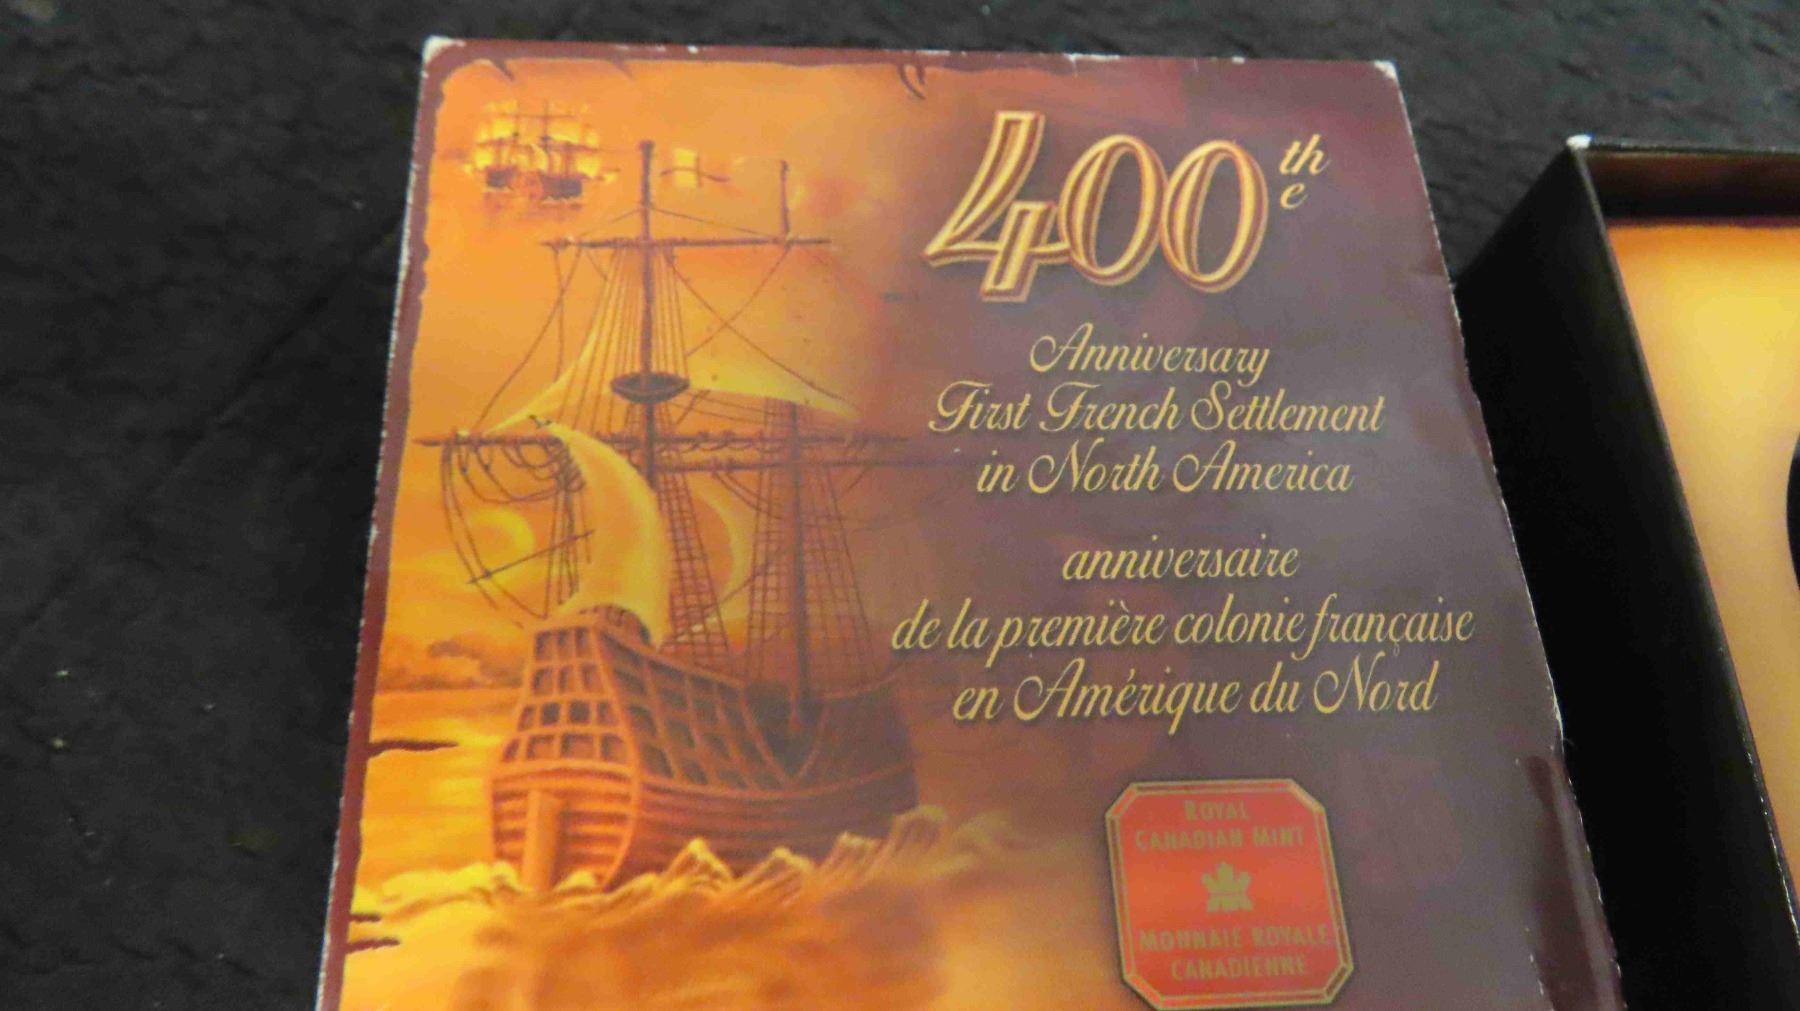 400th
e
Anniversary
First French Settlement
in North America
anniversaire
de la première colonie française
en Amérique du Nord
ROYAL
CANADIAN MINT
MONNAIE ROYALE
CANADIENNE